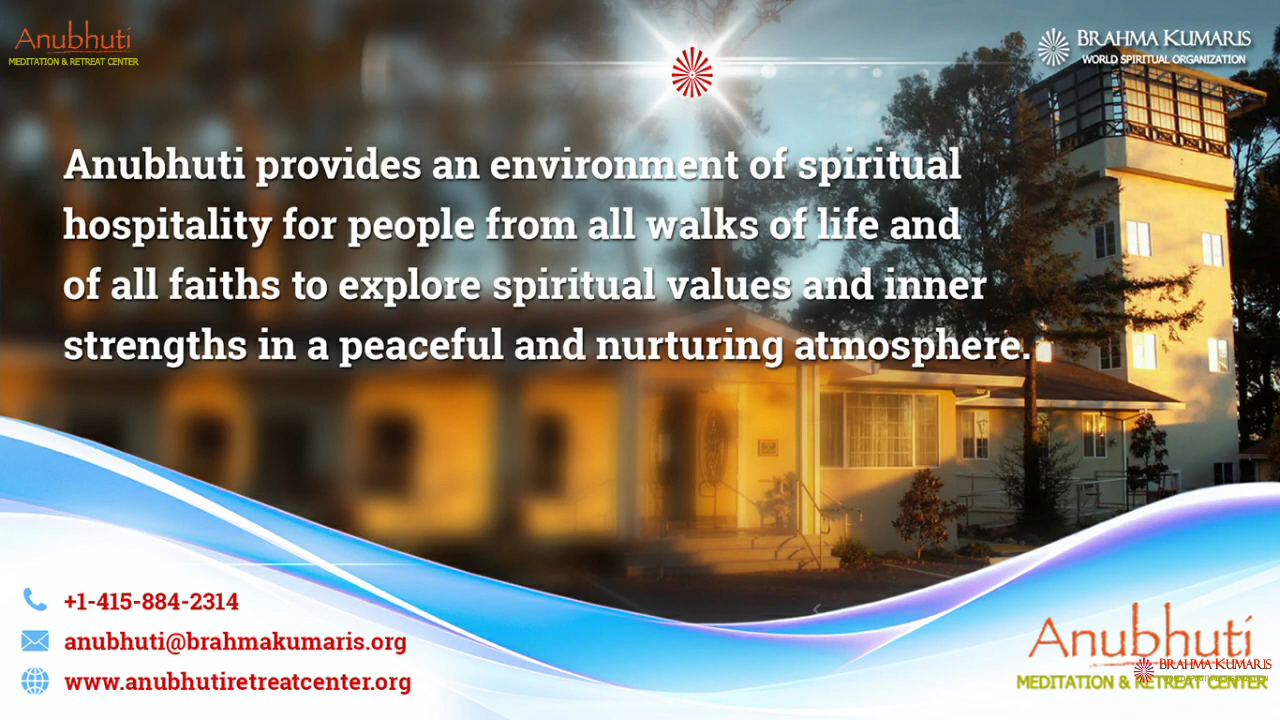 Anubhuti
MEDITATION & RETREAT CENTER
BRAHMA KUMARIS
WORLD SPIRITUAL ORGANIZATION
Anubhuti provides an environment of spiritual
hospitality for people from all walks of life and
of all faiths to explore spiritual values and inner
strengths in a peaceful and nurturing atmosphere.
+1-415-884-2314
anubhuti@brahmakumaris.org
www.anubhutiretreatcenter.org
Anubhuti
MEDITATION & RETREAT CENTER
BRAHMA KUMARIS